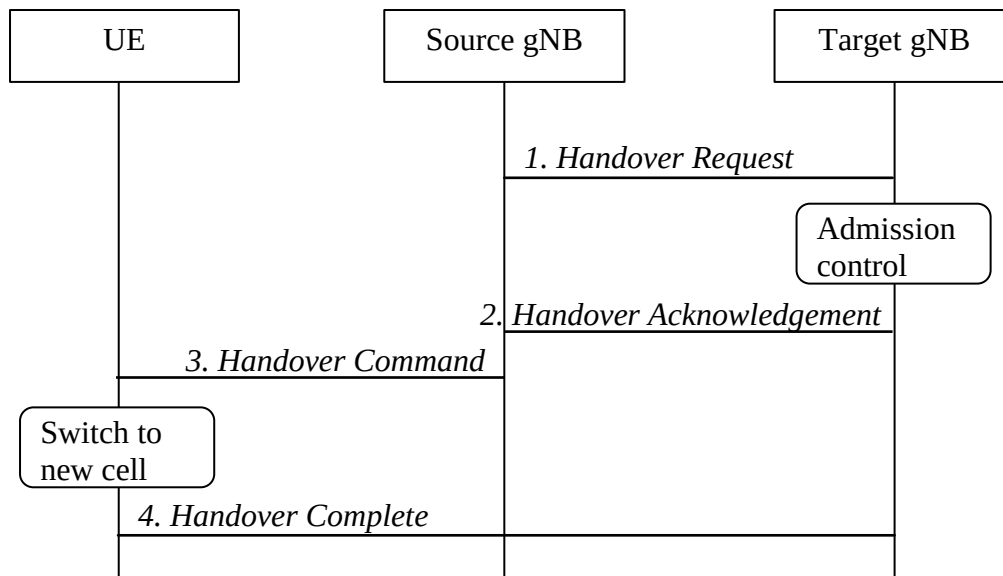 UE
Source gNB
Target gNB
1. Handover Request
Admission
control
2. Handover Acknowledgement
3. Handover Command
Switch to
new cell
4. Handover Complete